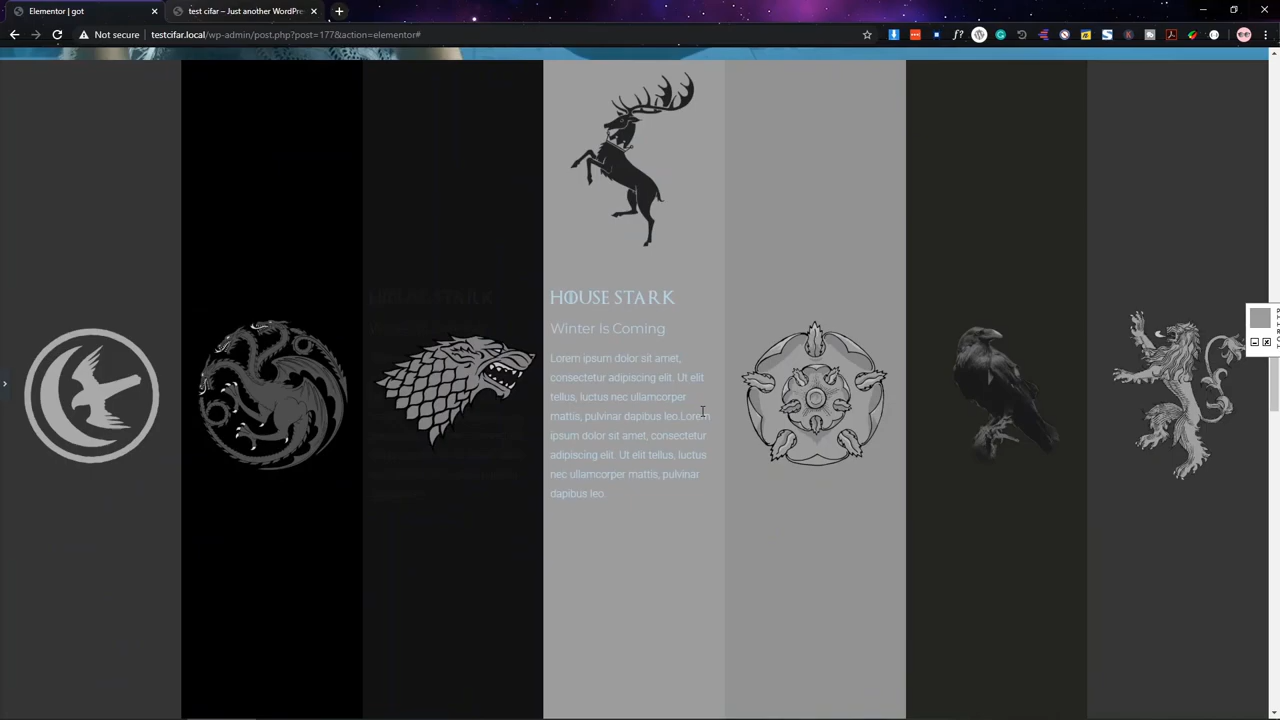 Elementor | got
test cifar – Just another WordPre
Not secure
testcifar.local/wp-admin/post.php?post=177&action=elementor#
HOUSE STARK
HOUSE STARK
Winter Is Coming
Lorem ipsum dolor sit amet,
consectetur adipiscing elit. Ut elit
tellus, luctus nec ullamcorper
mattis, pulvinar dapibus leo.Lorem
ipsum dolor sit amet, consectetur
adipiscing elit. Ut elit tellus, luctus
nec ullamcorper mattis, pulvinar
dapibus leo.